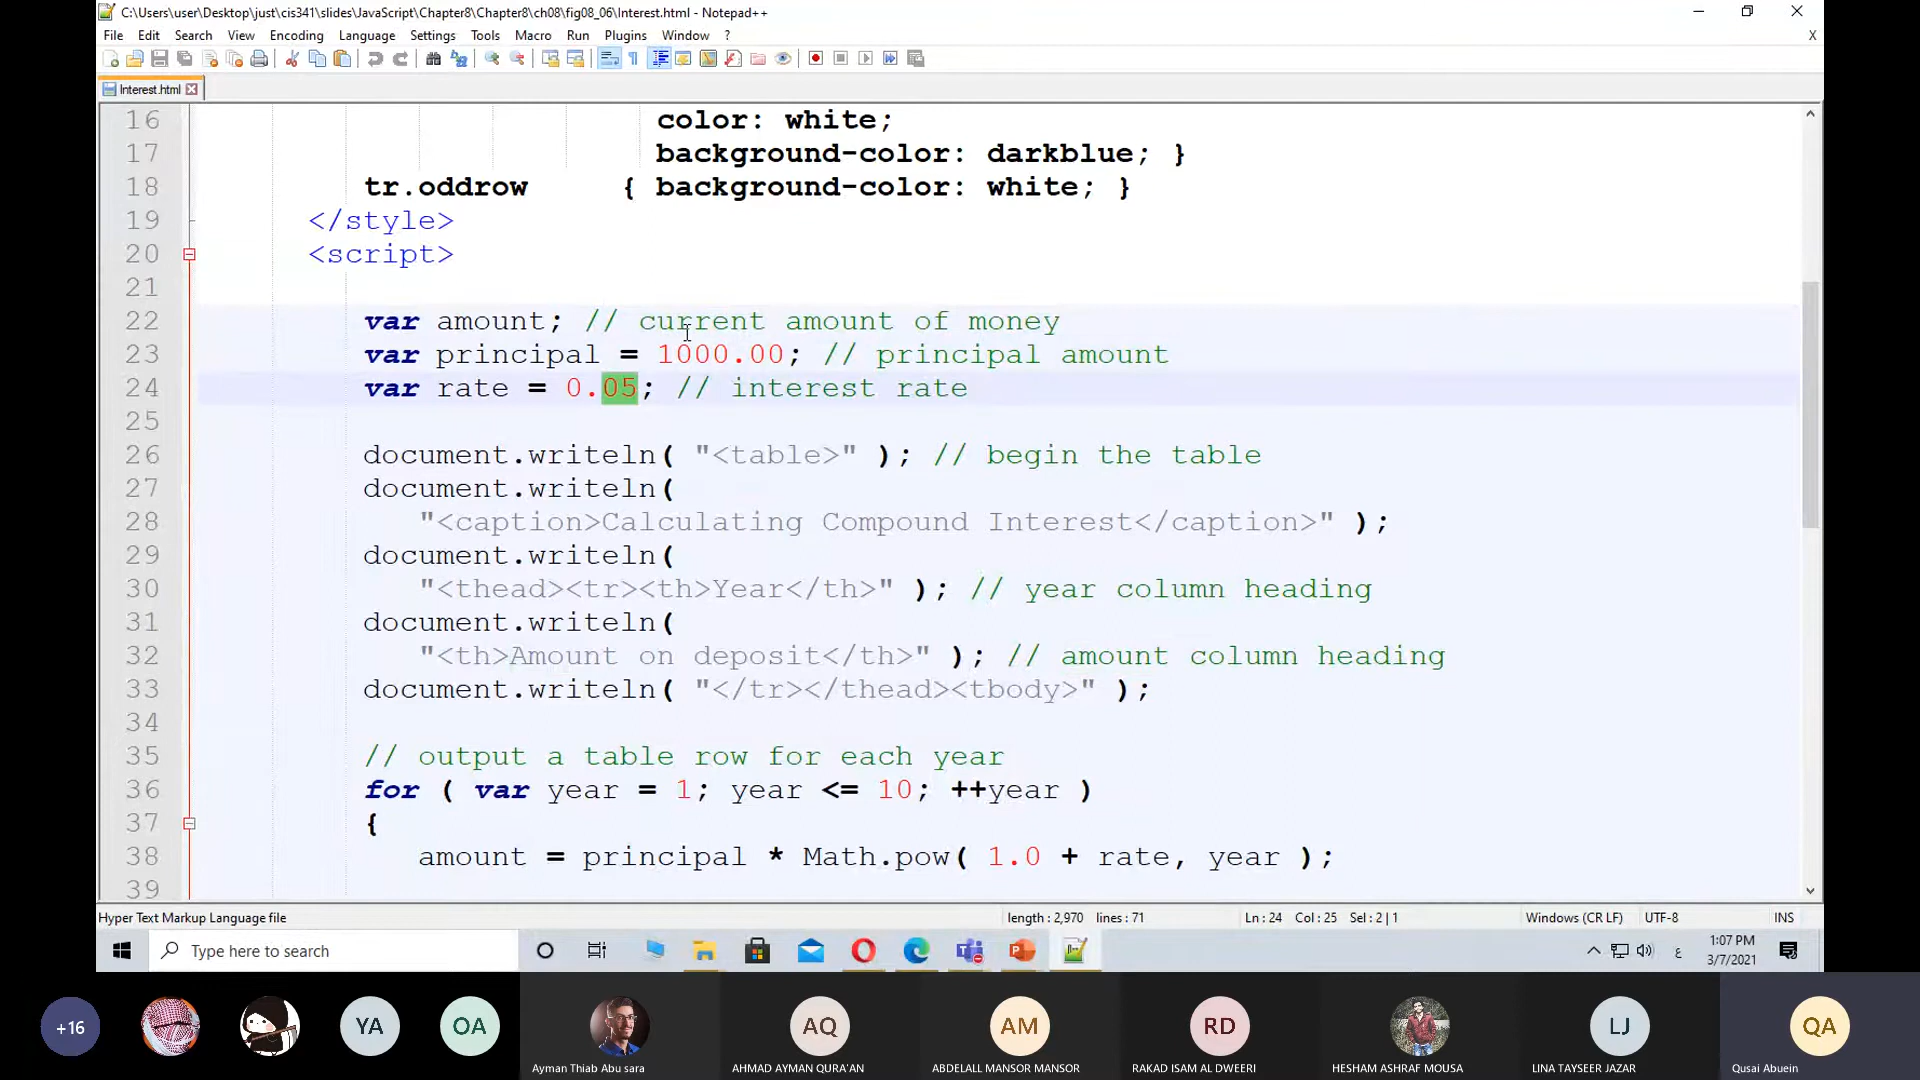 C:\Users\user\Desktop\just\cis341\slides\JavaScript\Chapter8\Chapter8\ch08\fig08_06\Interest.html - Notepad++
File Edit Search View Encoding Language Settings Tools Macro Run Plugins Window ?
X
Interest.html
16 color: white;
17 background-color: darkblue; }
18 tr.oddrow { background-color: white; }
19 </style>
20 <script>
21
22 var amount; // current amount of money
23 var principal = 1000.00; // principal amount
24 var rate = 0.05; // interest rate
25
26 document.writeln( "<table>" ); // begin the table
27 document.writeln(
28 "<caption>Calculating Compound Interest</caption>" );
29 document.writeln(
30 "<thead><tr><th>Year</th>" ); // year column heading
31 document.writeln(
32 "<th>Amount on deposit</th>" ); // amount column heading
33 document.writeln( "</tr></thead><tbody>" );
34
35 // output a table row for each year
36 for ( var year = 1; year <= 10; ++year )
37 {
38 amount = principal * Math.pow( 1.0 + rate, year );
39
Hyper Text Markup Language file length : 2,970 lines : 71 Ln : 24 Col : 25 Sel : 2 | 1 Windows (CR LF) UTF-8 INS
Type here to search
ع
1:07 PM
3/7/2021
+16 YA OA AQ AM RD LJ QA
Ayman Thiab Abu sara AHMAD AYMAN QURA'AN ABDELALL MANSOR MANSOR RAKAD ISAM AL DWEERI HESHAM ASHRAF MOUSA LINA TAYSEER JAZAR Qusai Abuein